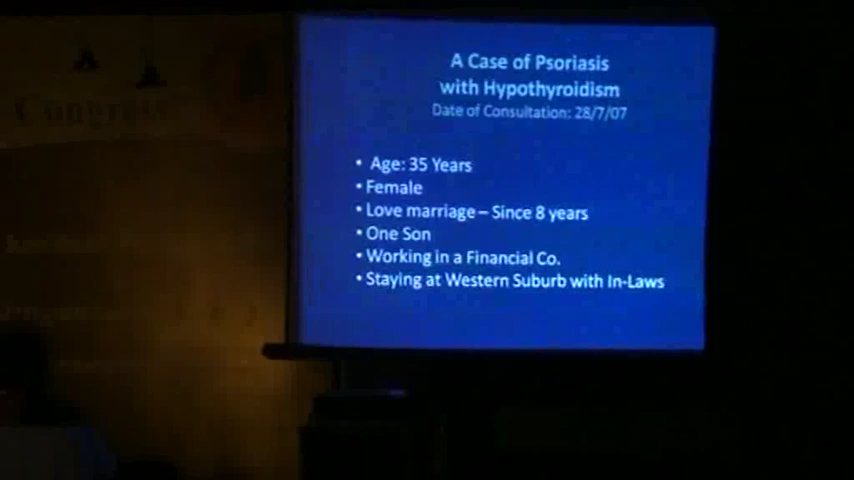 Congress
A Case of Psoriasis
with Hypothyroidism
Date of Consultation: 28/7/07
• Age: 35 Years
• Female
• Love marriage – Since 8 years
• One Son
• Working in a Financial Co.
• Staying at Western Suburb with In-Laws